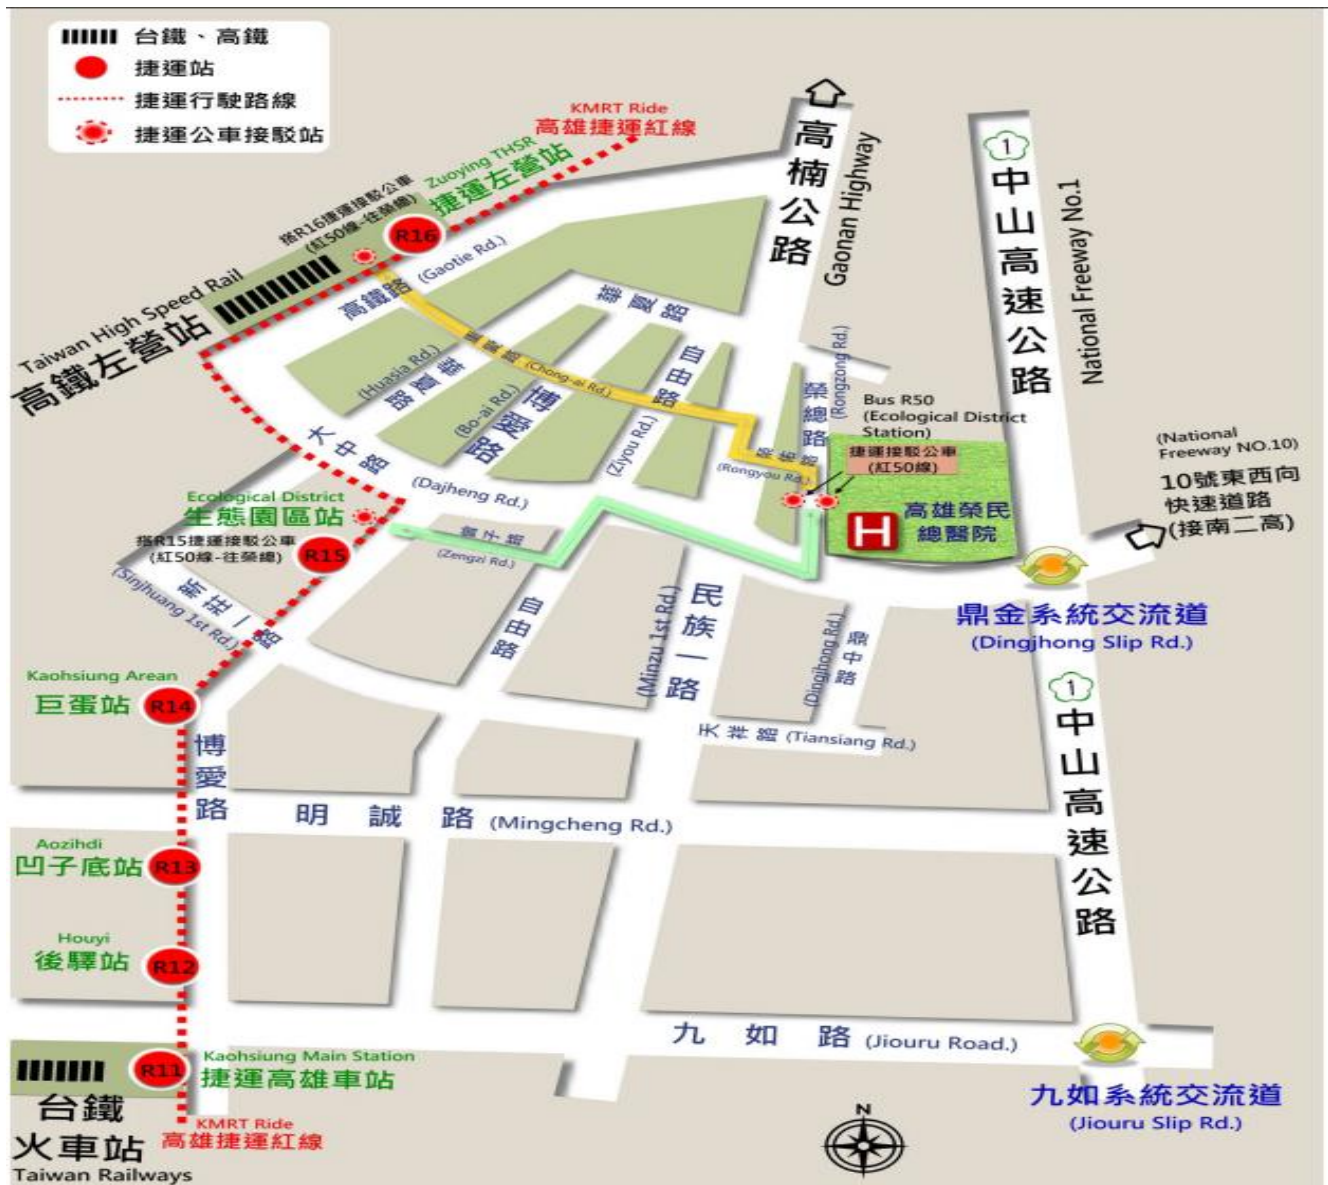 台鐵、高鐵
捷運站
捷運行駛路線
捷運公車接駁站
KMRT Ride
高雄捷運紅線
Zuoying THSR
捷運左營站
搭R16捷運接駁公車
(紅50線-往榮總)
R16
Taiwan High Speed Rail
高鐵左營站
高鐵路
(Gaotie Rd.)
高楠公路
Gaonan Highway
1
中山高速公路
National Freeway No.1
華夏路
(Huasia Rd.)
華夏路
(Bo-ai Rd.)
博愛路
(Chong-ai Rd.)
自由路
(Ziyou Rd.)
榮總路
(Rongzong Rd.)
榮佑路
(Rongyou Rd.)
Bus R50
(Ecological District
Station)
捷運接駁公車
(紅50線)
H
高雄榮民
總醫院
(National
Freeway NO.10)
10號東西向
快速道路
(接南二高)
大中路
(Dajheng Rd.)
Ecological District
生態園區站
搭R15捷運接駁公車
(紅50線-往榮總)
R15
(Zengzi Rd.)
新莊一路
(Sinjhuang 1st Rd.)
自由路
民族一路
(Minzu 1st Rd.)
(Dingjhong Rd.)
鼎中路
鼎金系統交流道
(Dingjhong Slip Rd.)
1
中山高速公路
Kaohsiung Arean
巨蛋站
R14
天祥路 (Tiansiang Rd.)
博愛路
明誠路 (Mingcheng Rd.)
Aozihdi
凹子底站
R13
Houyi
後驛站
R12
九如路 (Jiouru Road.)
R11
Kaohsiung Main Station
捷運高雄車站
台鐵
火車站
Taiwan Railways
KMRT Ride
高雄捷運紅線
九如系統交流道
(Jiouru Slip Rd.)
N